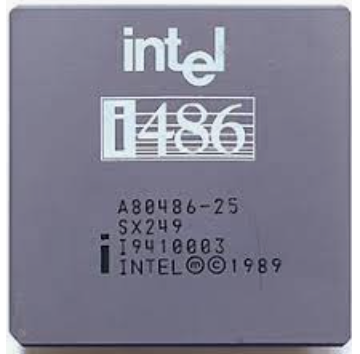 intel
i486
A80486-25
SX249
I9410003
INTEL Ⓜ©1989